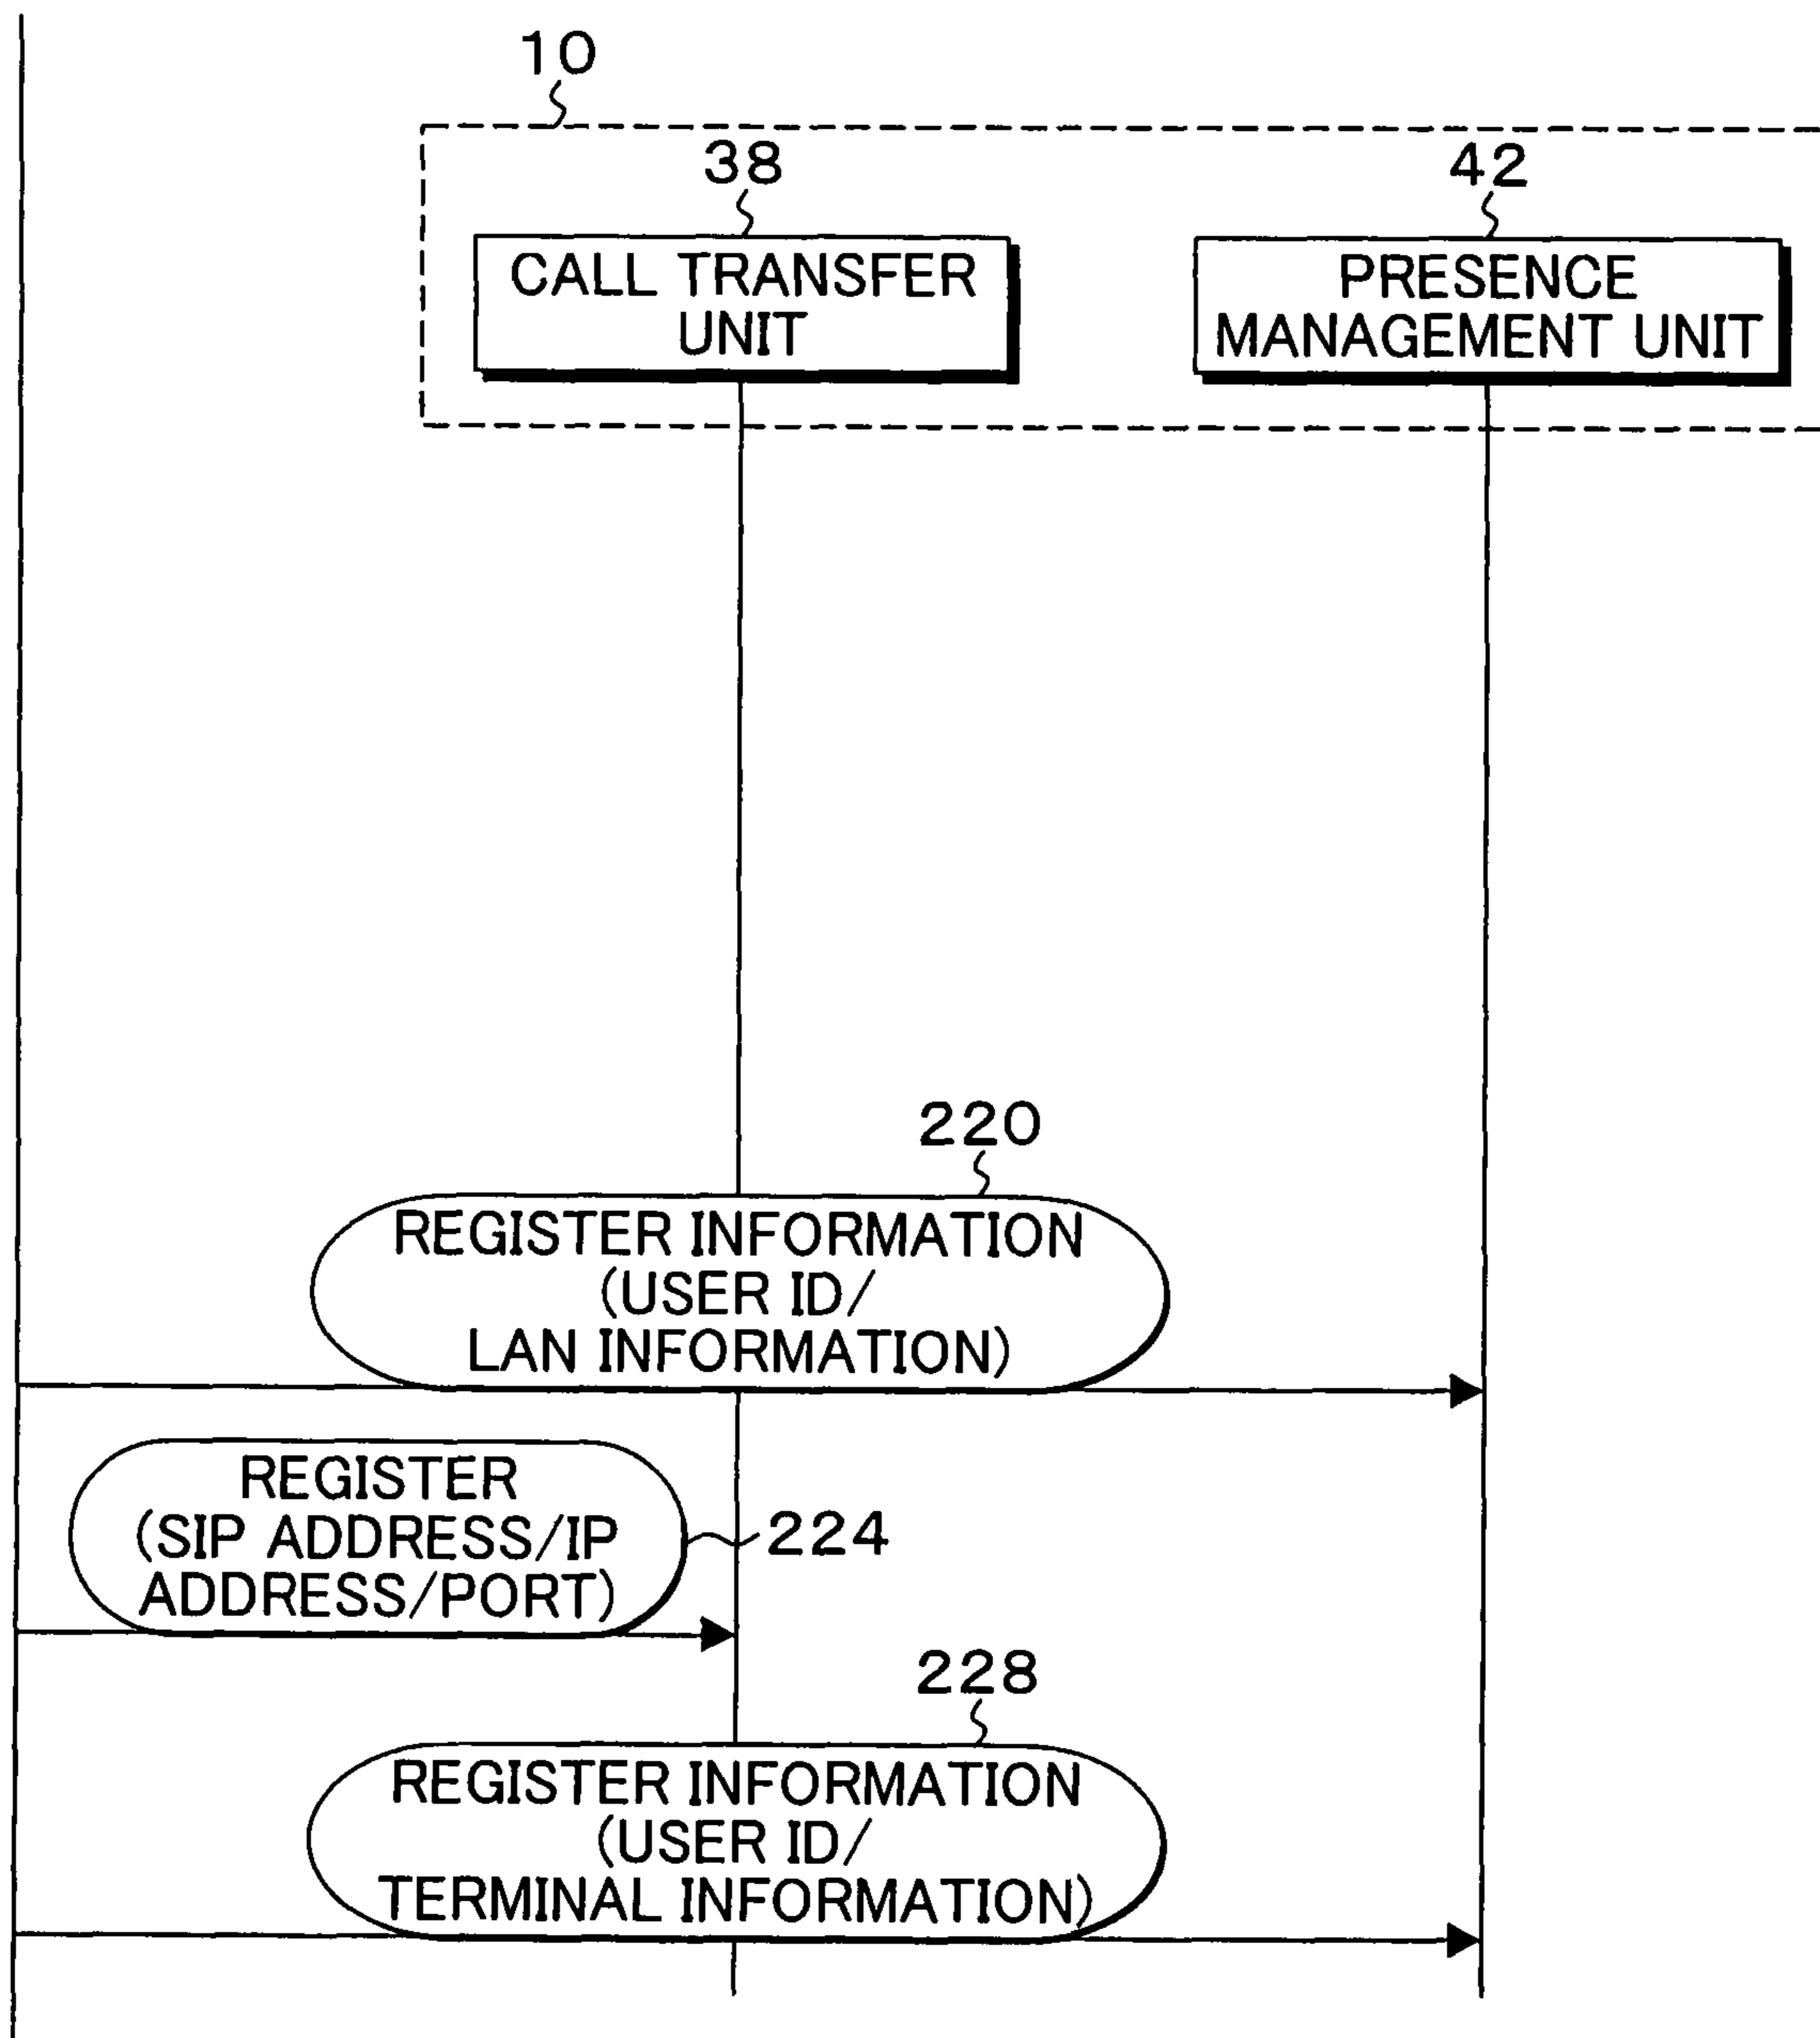 10
38
42
CALL TRANSFER
UNIT
PRESENCE
MANAGEMENT UNIT
220
REGISTER INFORMATION
(USER ID/
LAN INFORMATION)
REGISTER
(SIP ADDRESS/IP
ADDRESS/PORT)
224
228
REGISTER INFORMATION
(USER ID/
TERMINAL INFORMATION)